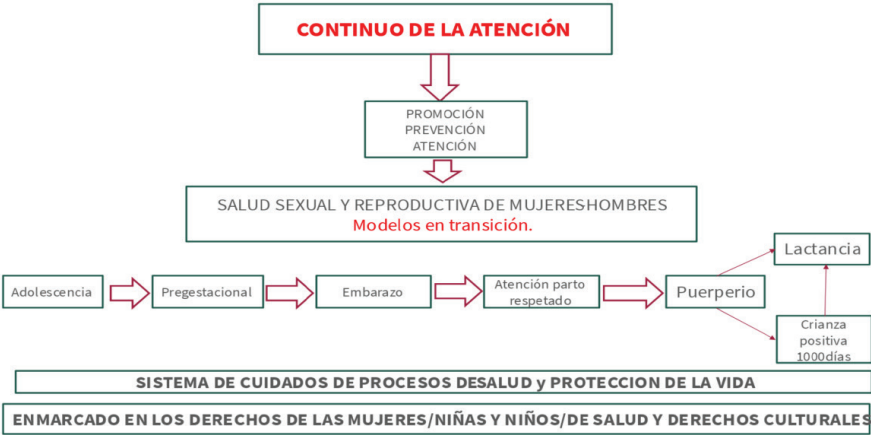 CONTINUO DE LA ATENCIÓN
PROMOCIÓN
PREVENCIÓN
ATENCIÓN
SALUD SEXUAL Y REPRODUCTIVA DE MUJERES-HOMBRES
Modelos en transición.
Adolescencia
Pregestacional
Embarazo
Atención parto
respetado
Puerperio
Lactancia
Crianza
positiva
1000días
SISTEMA DE CUIDADOS DE PROCESOS DESALUD y PROTECCION DE LA VIDA
ENMARCADO EN LOS DERECHOS DE LAS MUJERES/NIÑAS Y NIÑOS/DE SALUD Y DERECHOS CULTURALES